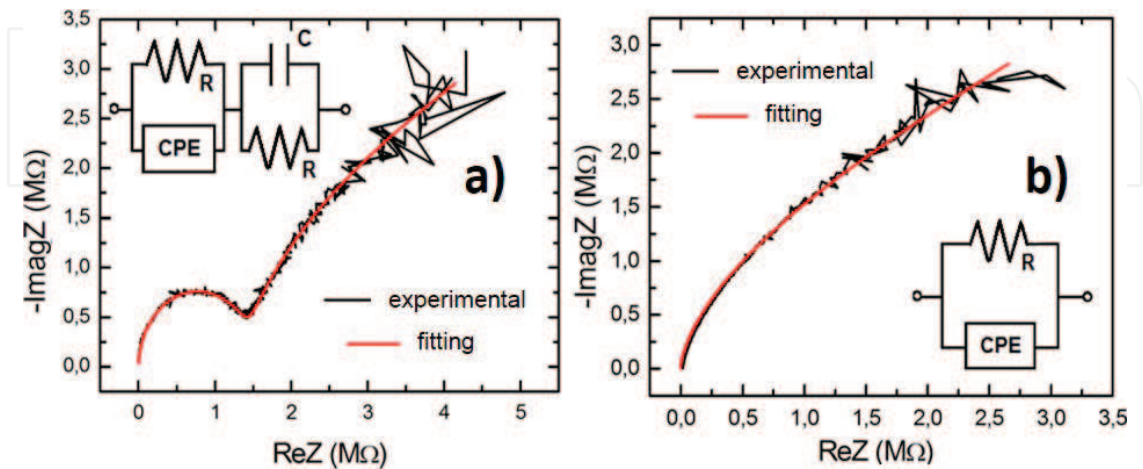 3,5
3,0
2,5
2,0
1,5
1,0
0,5
0,0
-ImagZ (MΩ)
C
R
CPE
R
a)
experimental
fitting
0
1
2
3
4
5
ReZ (MΩ)
3,0
2,5
2,0
1,5
1,0
0,5
0,0
-ImagZ (MΩ)
experimental
fitting
b)
R
CPE
0,0
0,5
1,0
1,5
2,0
2,5
3,0
3,5
ReZ (MΩ)